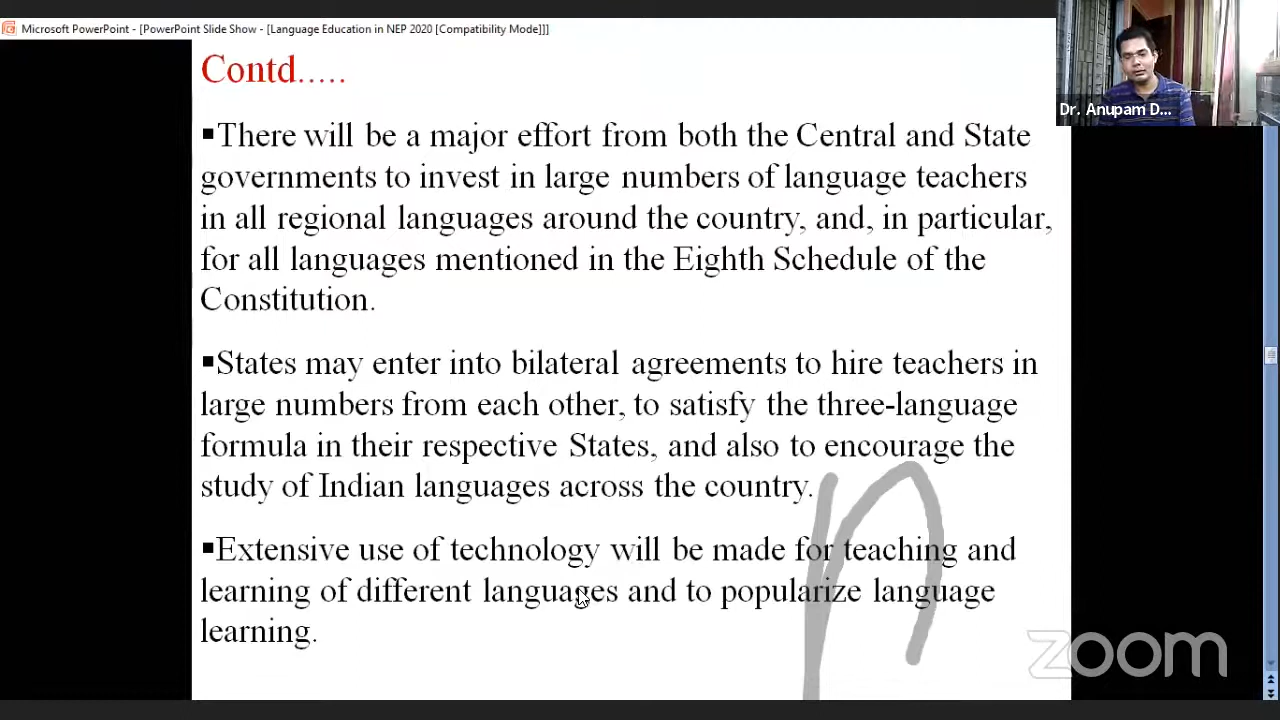 Microsoft PowerPoint - [PowerPoint Slide Show - [Language Education in NEP 2020 [Compatibility Mode]]]
Contd.....
Dr. Anupam D...
▪There will be a major effort from both the Central and State
governments to invest in large numbers of language teachers
in all regional languages around the country, and, in particular,
for all languages mentioned in the Eighth Schedule of the
Constitution.
▪States may enter into bilateral agreements to hire teachers in
large numbers from each other, to satisfy the three-language
formula in their respective States, and also to encourage the
study of Indian languages across the country.
▪Extensive use of technology will be made for teaching and
learning of different languages and to popularize language
learning.
n
zoom